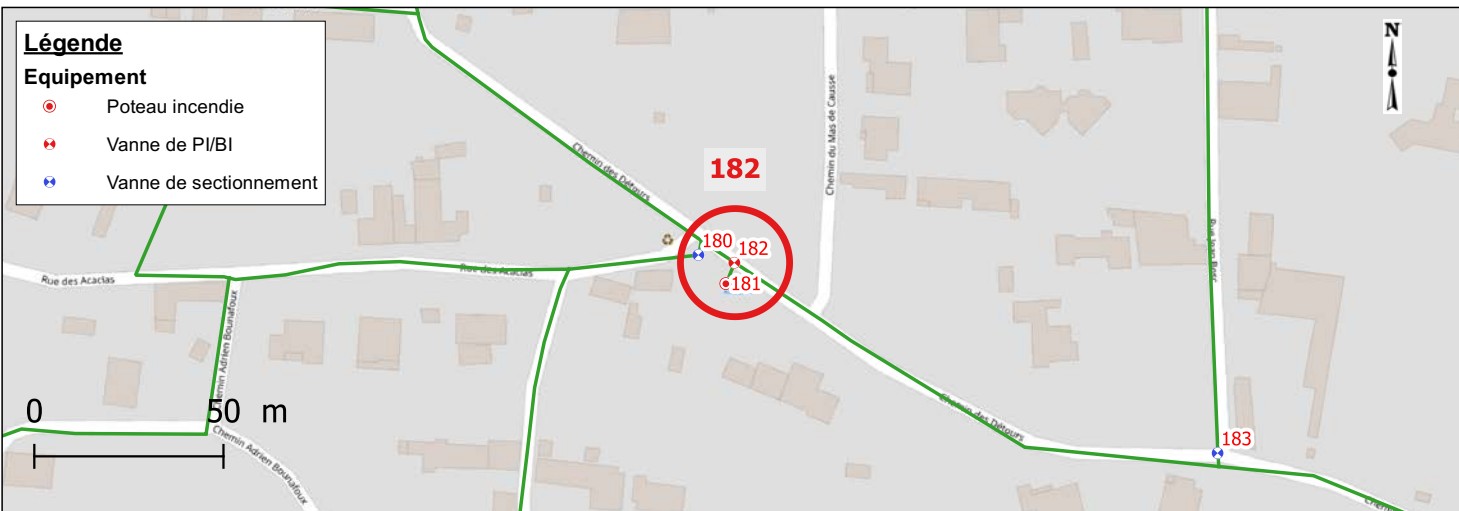 Légende
Equipement
Poteau incendie
Vanne de PI/BI
Vanne de sectionnement
N
182
180
182
181
183
Chemin des Détours
Chemin du Mas de Causse
Rue des Acacias
Rue des Acacias
Chemin Adrien Bounafoux
Chemin Adrien Bounafoux
Chemin des Détours
0 50 m